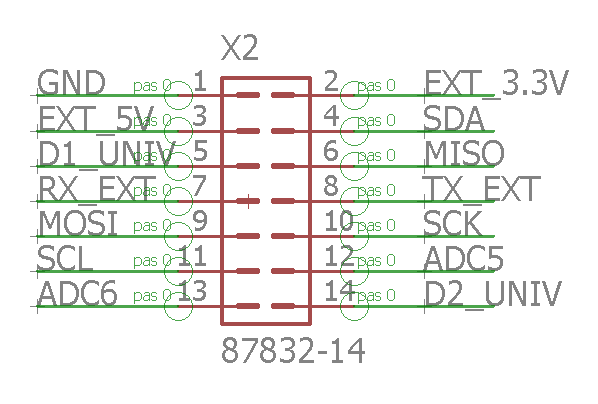 X2
GND pas 0 1 2 pas 0 EXT_3.3V
EXT_5V pas 0 3 4 pas 0 SDA
D1_UNIV pas 0 5 6 pas 0 MISO
RX_EXT pas 0 7 8 pas 0 TX_EXT
MOSI pas 0 9 10 pas 0 SCK
SCL pas 0 11 12 pas 0 ADC5
ADC6 pas 0 13 14 pas 0 D2_UNIV
87832-14